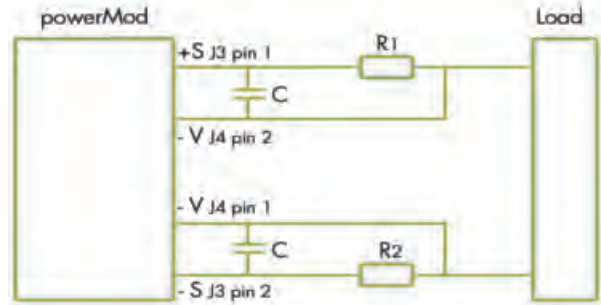 powerMod
Load
+S J3 pin 1
R1
C
- V J4 pin 2
- V J4 pin 1
C
R2
- S J3 pin 2